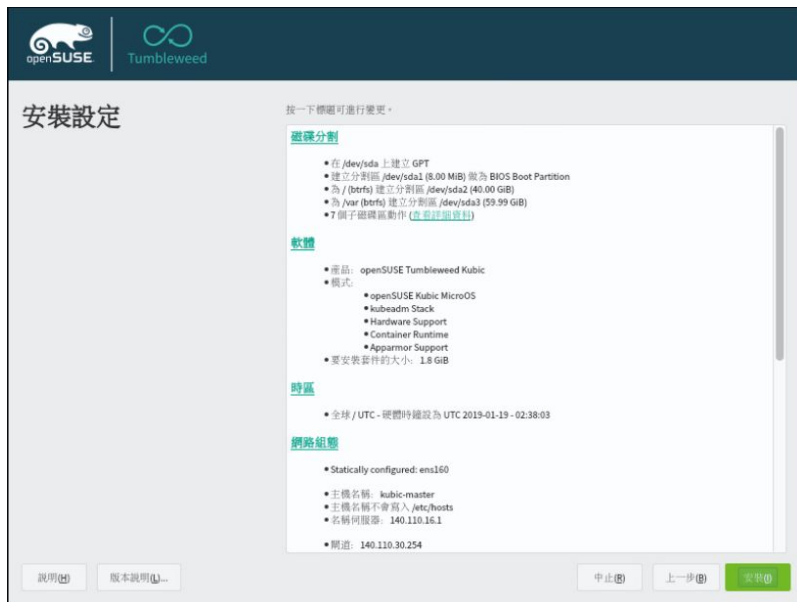 openSUSE.
Tumbleweed
安裝設定
按一下標題可進行變更。
磁碟分割
● 在 /dev/sda 上建立 GPT
● 建立分割區 /dev/sda1 (8.00 MiB) 做為 BIOS Boot Partition
● 為 / (btrfs) 建立分割區 /dev/sda2 (40.00 GiB)
● 為 /var (btrfs) 建立分割區 /dev/sda3 (59.99 GiB)
● 7 個子磁碟區動作 (查看詳細資料)
軟體
● 產品： openSUSE Tumbleweed Kubic
● 模式：
● openSUSE Kubic MicroOS
● kubeadm Stack
● Hardware Support
● Container Runtime
● Apparmor Support
● 要安裝套件的大小： 1.8 GiB
時區
● 全球 / UTC - 硬體時鐘設為 UTC 2019-01-19 - 02:38:03
網路組態
● Statically configured: ens160
● 主機名稱： kubic-master
● 主機名稱不會寫入 /etc/hosts
● 名稱伺服器： 140.110.16.1
● 閘道： 140.110.30.254
說明(H) 版本說明(L)... 中止(R) 上一步(B) 安裝(I)